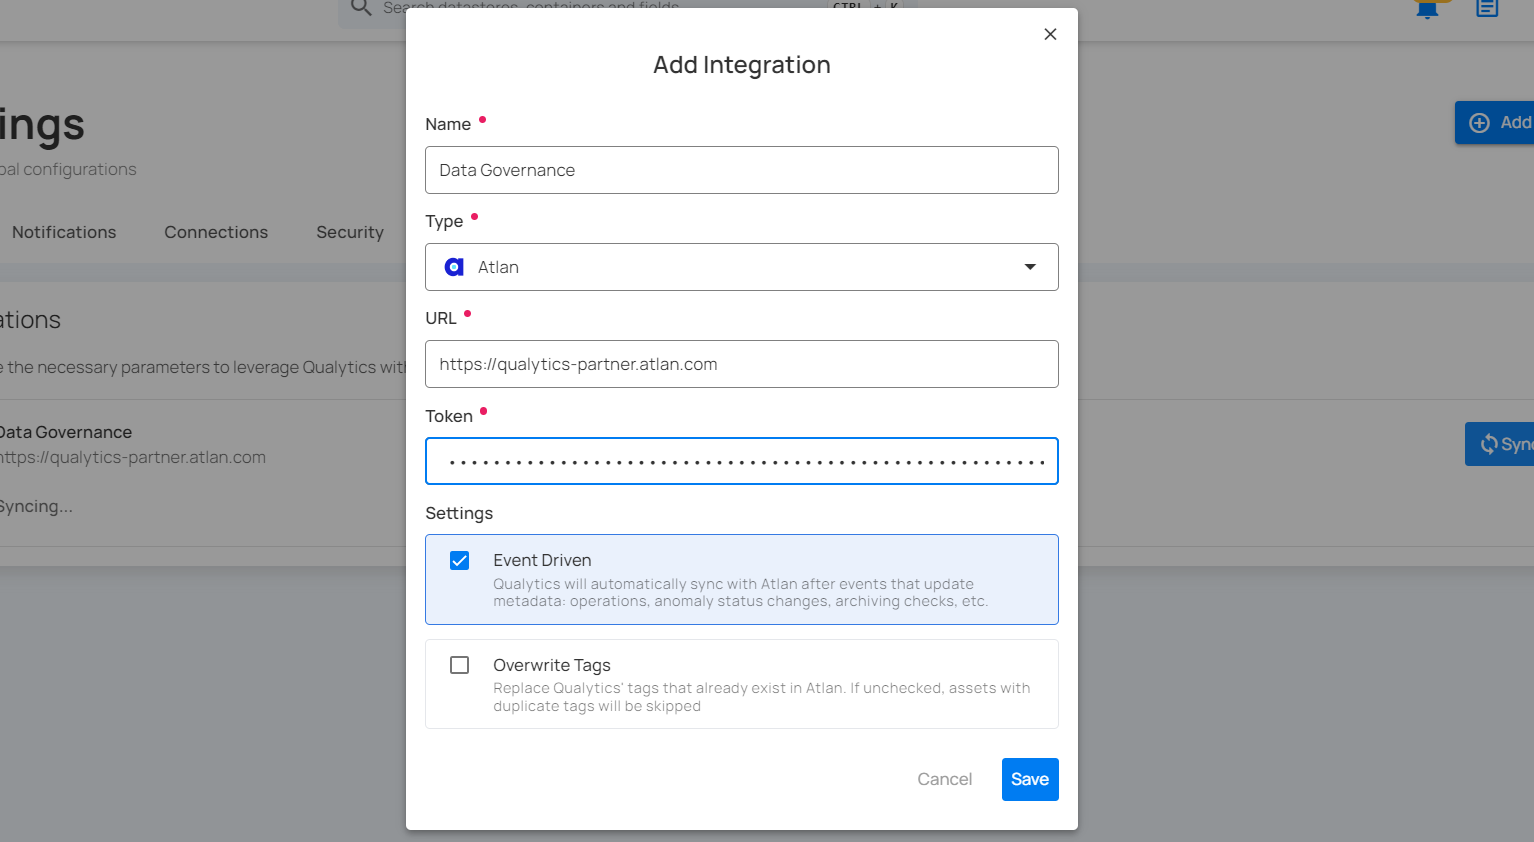 Search datastores, containers and fields
CTRL + K
Add Integration
ings
bal configurations
Add
Notifications
Connections
Security
Name
Data Governance
Type
Atlan
URL
https://qualytics-partner.atlan.com
ations
e the necessary parameters to leverage Qualytics wit
Data Governance
https://qualytics-partner.atlan.com
Syncing...
Sync
Token
Settings
Event Driven
Qualytics will automatically sync with Atlan after events that update
metadata: operations, anomaly status changes, archiving checks, etc.
Overwrite Tags
Replace Qualytics' tags that already exist in Atlan. If unchecked, assets with
duplicate tags will be skipped
Cancel
Save